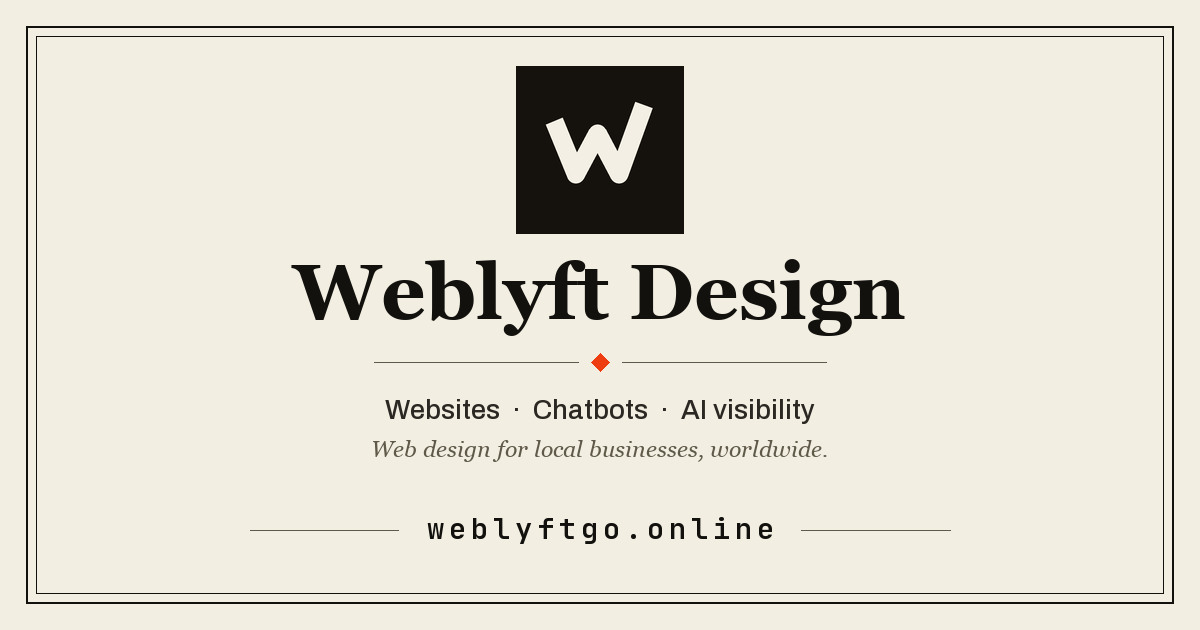 W
Weblyft Design
Websites · Chatbots · AI visibility
Web design for local businesses, worldwide.
weblyftgo.online